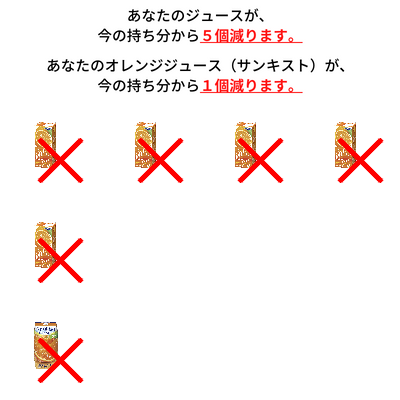 あなたのジュースが、
今の持ち分から５個減ります。
あなたのオレンジジュース（サンキスト）が、
今の持ち分から１個減ります。